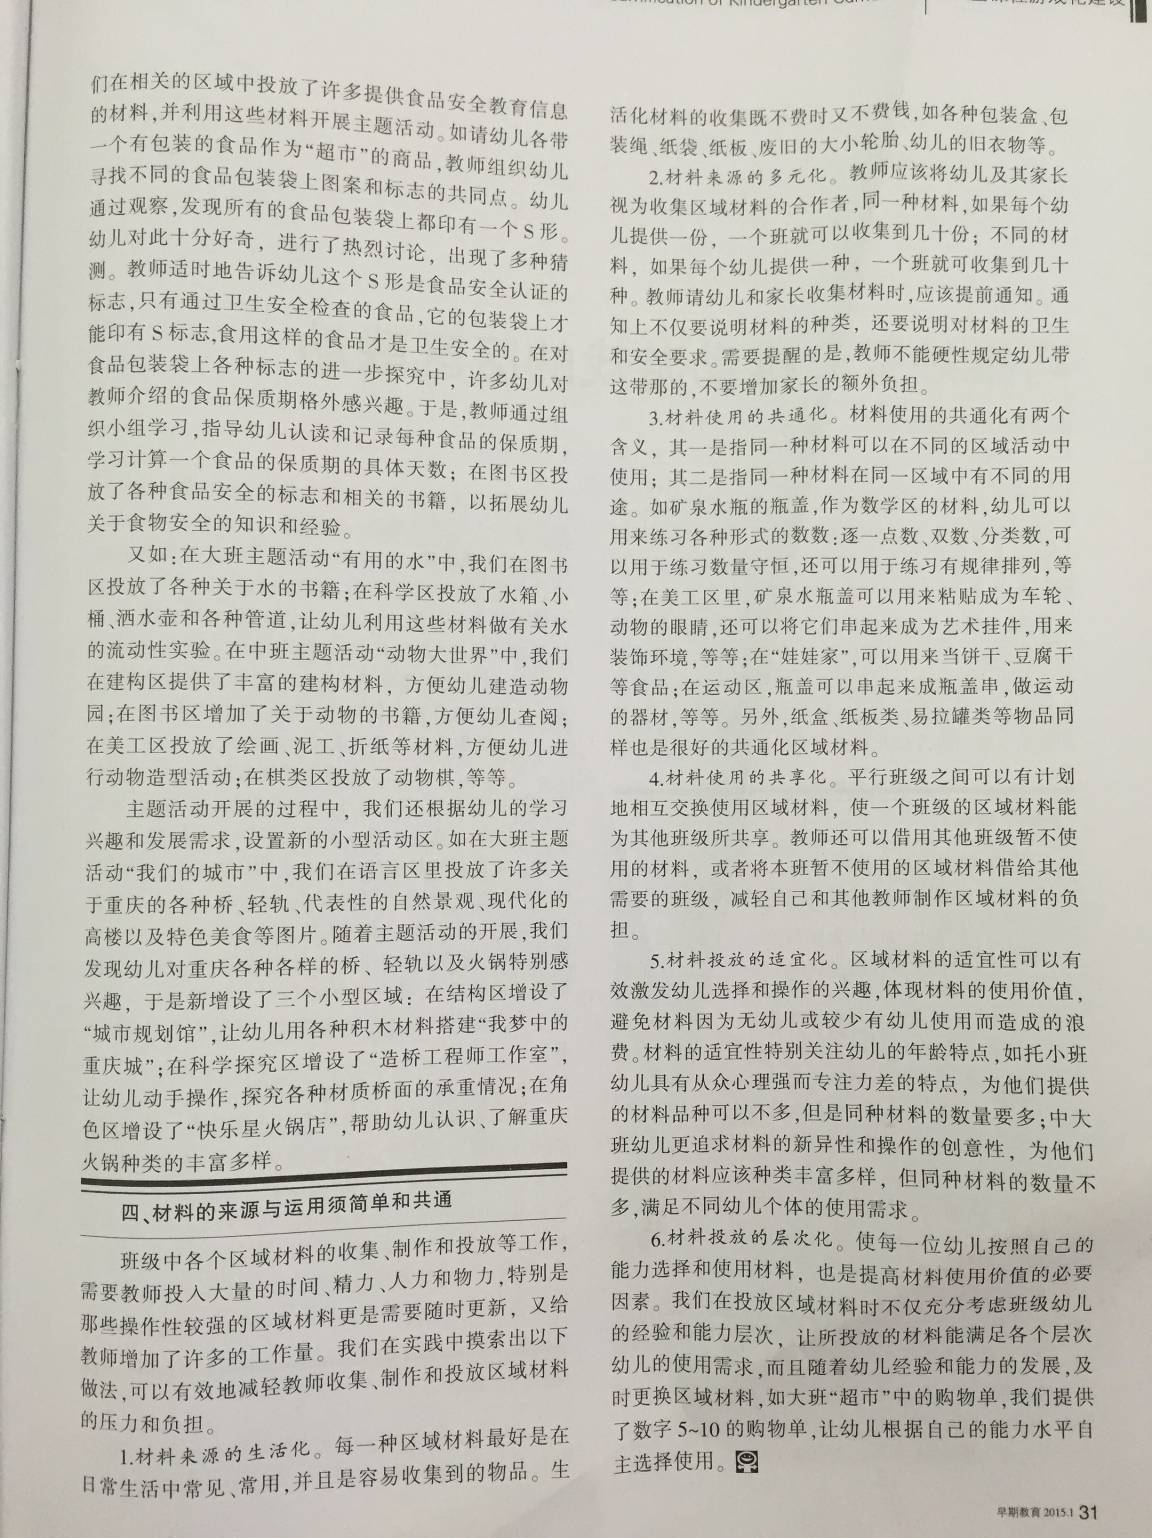 们在相关的区域中投放了许多提供食品安全教育信息
的材料,并利用这些材料开展主题活动。如请幼儿各带
一个有包装的食品作为“超市”的商品,教师组织幼儿
寻找不同的食品包装袋上图案和标志的共同点。幼儿
通过观察,发现所有的食品包装袋上都印有一个S形。
幼儿对此十分好奇，进行了热烈讨论，出现了多种猜
测。教师适时地告诉幼儿这个S形是食品安全认证的
标志,只有通过卫生安全检查的食品,它的包装袋上才
能印有S标志,食用这样的食品才是卫生安全的。在对
食品包装袋上各种标志的进一步探究中，许多幼儿对
教师介绍的食品保质期格外感兴趣。于是,教师通过组
织小组学习,指导幼儿认读和记录每种食品的保质期，
学习计算一个食品的保质期的具体天数；在图书区投
放了各种食品安全的标志和相关的书籍，以拓展幼儿
关于食物安全的知识和经验。
又如:在大班主题活动“有用的水”中,我们在图书
区投放了各种关于水的书籍;在科学区投放了水箱、小
桶、洒水壶和各种管道,让幼儿利用这些材料做有关水
的流动性实验。在中班主题活动“动物大世界”中,我们
在建构区提供了丰富的建构材料，方便幼儿建造动物
园;在图书区增加了关于动物的书籍,方便幼儿查阅；
在美工区投放了绘画、泥工、折纸等材料,方便幼儿进
行动物造型活动;在棋类区投放了动物棋,等等。
主题活动开展的过程中，我们还根据幼儿的学习
兴趣和发展需求,设置新的小型活动区。如在大班主题
活动“我们的城市”中,我们在语言区里投放了许多关
于重庆的各种桥、轻轨、代表性的自然景观、现代化的
高楼以及特色美食等图片。随着主题活动的开展,我们
发现幼儿对重庆各种各样的桥、轻轨以及火锅特别感
兴趣，于是新增设了三个小型区域：在结构区增设了
“城市规划馆”,让幼儿用各种积木材料搭建“我梦中的
重庆城”;在科学探究区增设了“造桥工程师工作室”,
让幼儿动手操作,探究各种材质桥面的承重情况;在角
色区增设了“快乐星火锅店”,帮助幼儿认识、了解重庆
火锅种类的丰富多样。
四、材料的来源与运用须简单和共通
班级中各个区域材料的收集、制作和投放等工作，
需要教师投入大量的时间、精力、人力和物力,特别是
那些操作性较强的区域材料更是需要随时更新，又给
教师增加了许多的工作量。我们在实践中摸索出以下
做法,可以有效地减轻教师收集、制作和投放区域材料
的压力和负担。
1.材料来源的生活化。每一种区域材料最好是在
日常生活中常见、常用,并且是容易收集到的物品。生
活化材料的收集既不费时又不费钱,如各种包装盒、包
装绳、纸袋、纸板、废旧的大小轮胎、幼儿的旧衣物等。
2.材料来源的多元化。教师应该将幼儿及其家长
视为收集区域材料的合作者,同一种材料,如果每个幼
儿提供一份，一个班就可以收集到几十份；不同的材
料，如果每个幼儿提供一种，一个班就可收集到几十
种。教师请幼儿和家长收集材料时,应该提前通知。通
知上不仅要说明材料的种类，还要说明对材料的卫生
和安全要求。需要提醒的是,教师不能硬性规定幼儿带
这带那的,不要增加家长的额外负担。
3.材料使用的共通化。材料使用的共通化有两个
含义，其一是指同一种材料可以在不同的区域活动中
使用；其二是指同一种材料在同一区域中有不同的用
途。如矿泉水瓶的瓶盖,作为数学区的材料,幼儿可以
用来练习各种形式的数数:逐一点数、双数、分类数,可
以用于练习数量守恒,还可以用于练习有规律排列,等
等;在美工区里,矿泉水瓶盖可以用来粘贴成为车轮、
动物的眼睛,还可以将它们串起来成为艺术挂件,用来
装饰环境,等等;在“娃娃家”,可以用来当饼干、豆腐干
等食品;在运动区,瓶盖可以串起来成瓶盖串,做运动
的器材,等等。另外,纸盒、纸板类、易拉罐类等物品同
样也是很好的共通化区域材料。
4.材料使用的共享化。平行班级之间可以有计划
地相互交换使用区域材料，使一个班级的区域材料能
为其他班级所共享。教师还可以借用其他班级暂不使
用的材料，或者将本班暂不使用的区域材料借给其他
需要的班级，减轻自己和其他教师制作区域材料的负
担。
5.材料投放的适宜化。区域材料的适宜性可以有
效激发幼儿选择和操作的兴趣,体现材料的使用价值，
避免材料因为无幼儿或较少有幼儿使用而造成的浪
费。材料的适宜性特别关注幼儿的年龄特点,如托小班
幼儿具有从众心理强而专注力差的特点，为他们提供
的材料品种可以不多,但是同种材料的数量要多;中大
班幼儿更追求材料的新异性和操作的创意性，为他们
提供的材料应该种类丰富多样，但同种材料的数量不
多,满足不同幼儿个体的使用需求。
6.材料投放的层次化。使每一位幼儿按照自己的
能力选择和使用材料，也是提高材料使用价值的必要
因素。我们在投放区域材料时不仅充分考虑班级幼儿
的经验和能力层次，让所投放的材料能满足各个层次
幼儿的使用需求,而且随着幼儿经验和能力的发展,及
时更换区域材料,如大班“超市”中的购物单,我们提供
了数字5~10的购物单,让幼儿根据自己的能力水平自
主选择使用。
早期教育 2015.1 31